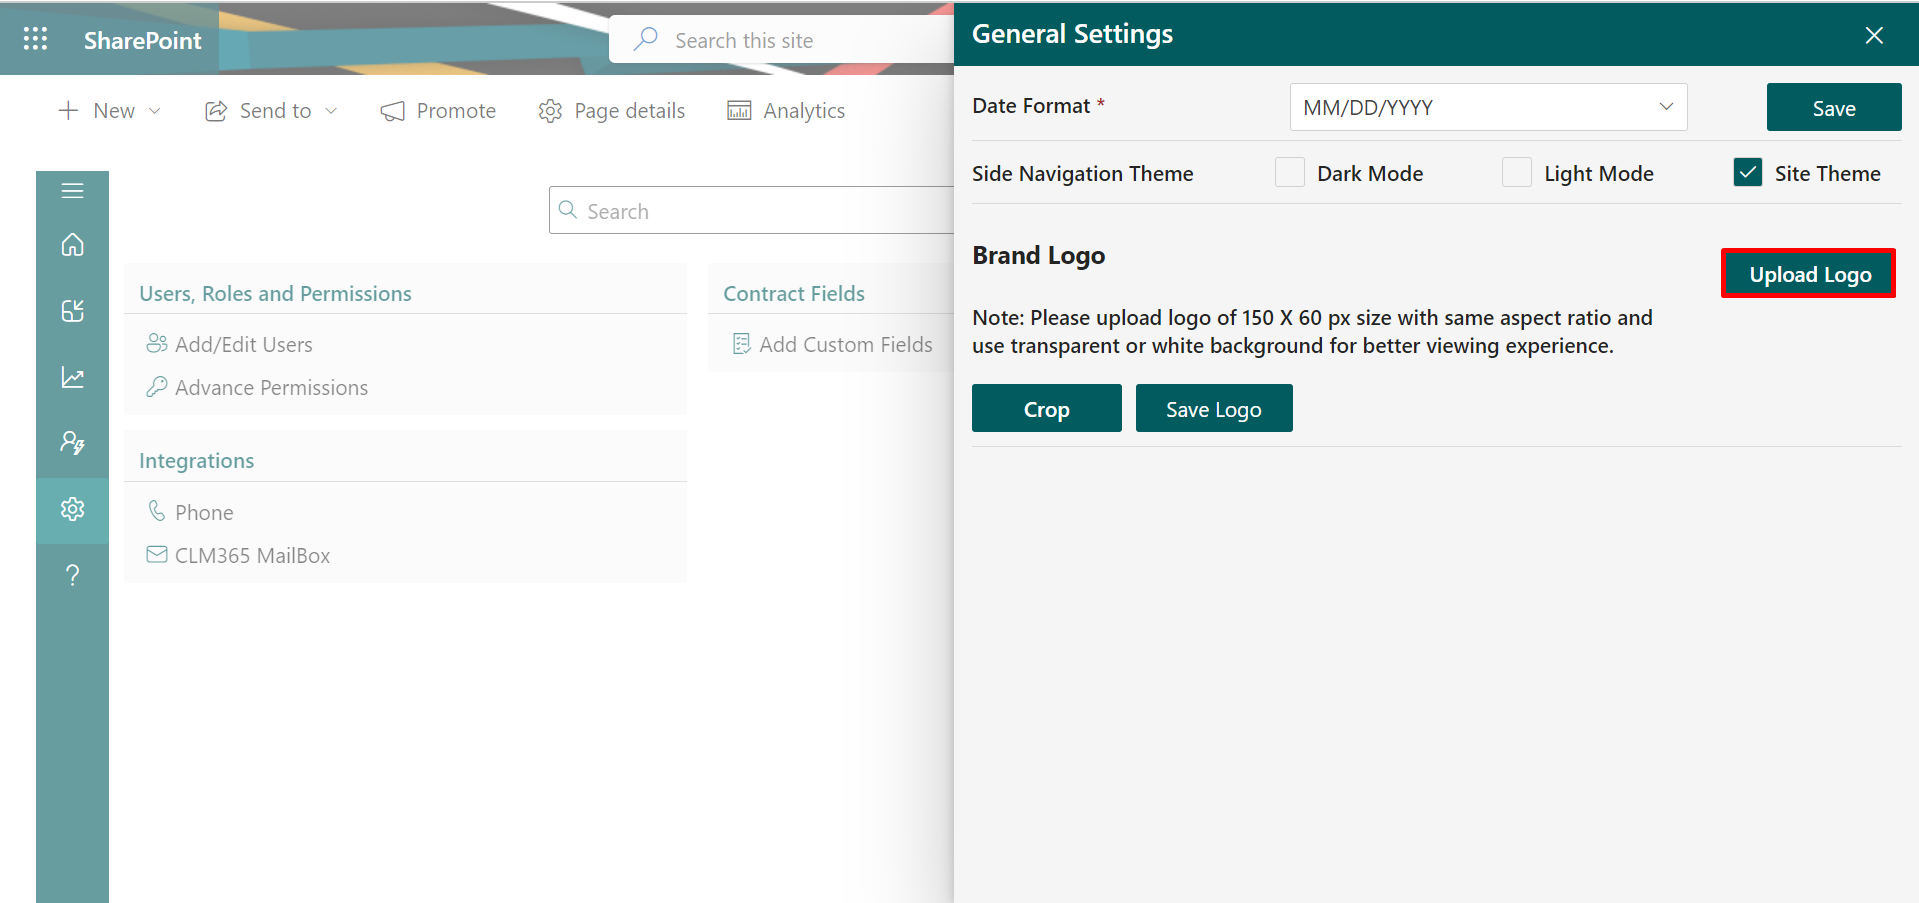 SharePoint
Search this site
New
Send to
Promote
Page details
Analytics
Search
Users, Roles and Permissions
Add/Edit Users
Advance Permissions
Contract Fields
Add Custom Fields
Integrations
Phone
CLM365 MailBox
General Settings
Date Format *
MM/DD/YYYY
Save
Side Navigation Theme
Dark Mode
Light Mode
Site Theme
Brand Logo
Upload Logo
Note: Please upload logo of 150 X 60 px size with same aspect ratio and
use transparent or white background for better viewing experience.
Crop
Save Logo